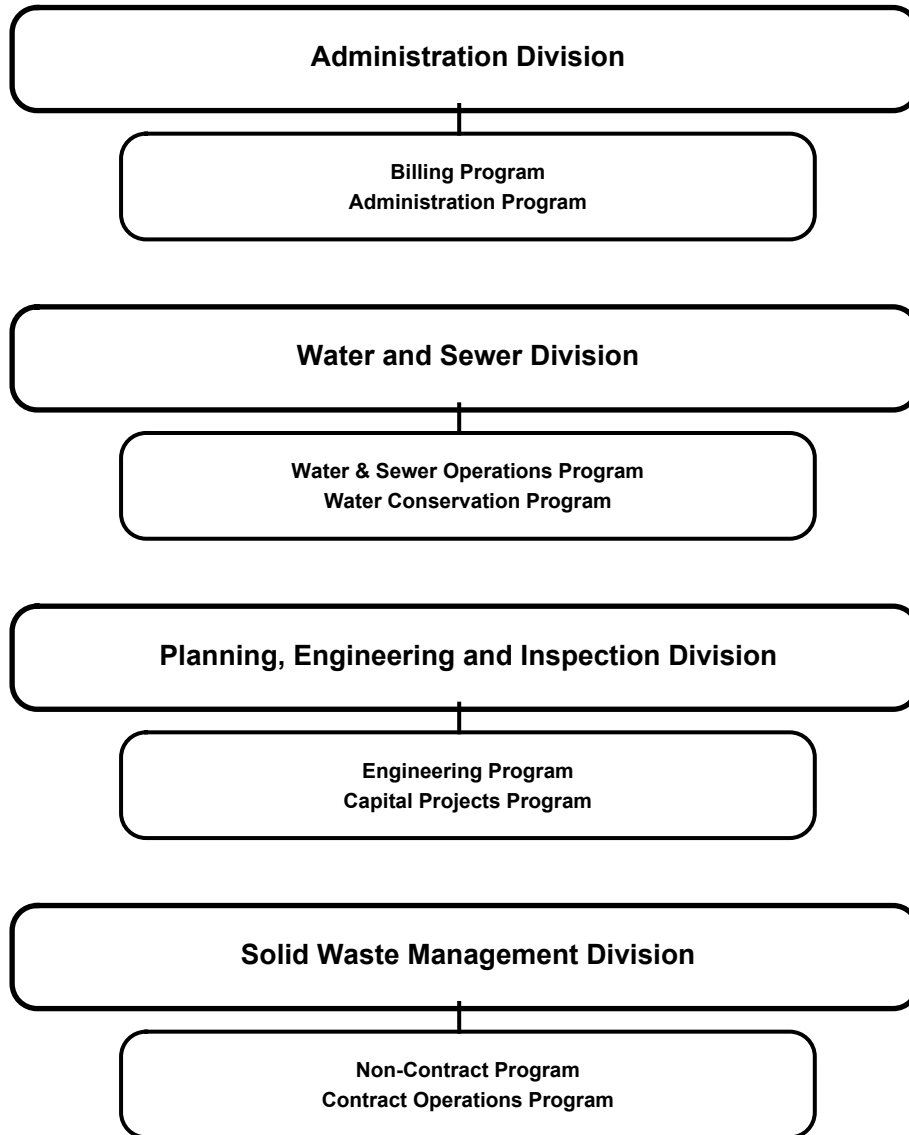 Administration Division
Billing Program
Administration Program
Water and Sewer Division
Water & Sewer Operations Program
Water Conservation Program
Planning, Engineering and Inspection Division
Engineering Program
Capital Projects Program
Solid Waste Management Division
Non-Contract Program
Contract Operations Program